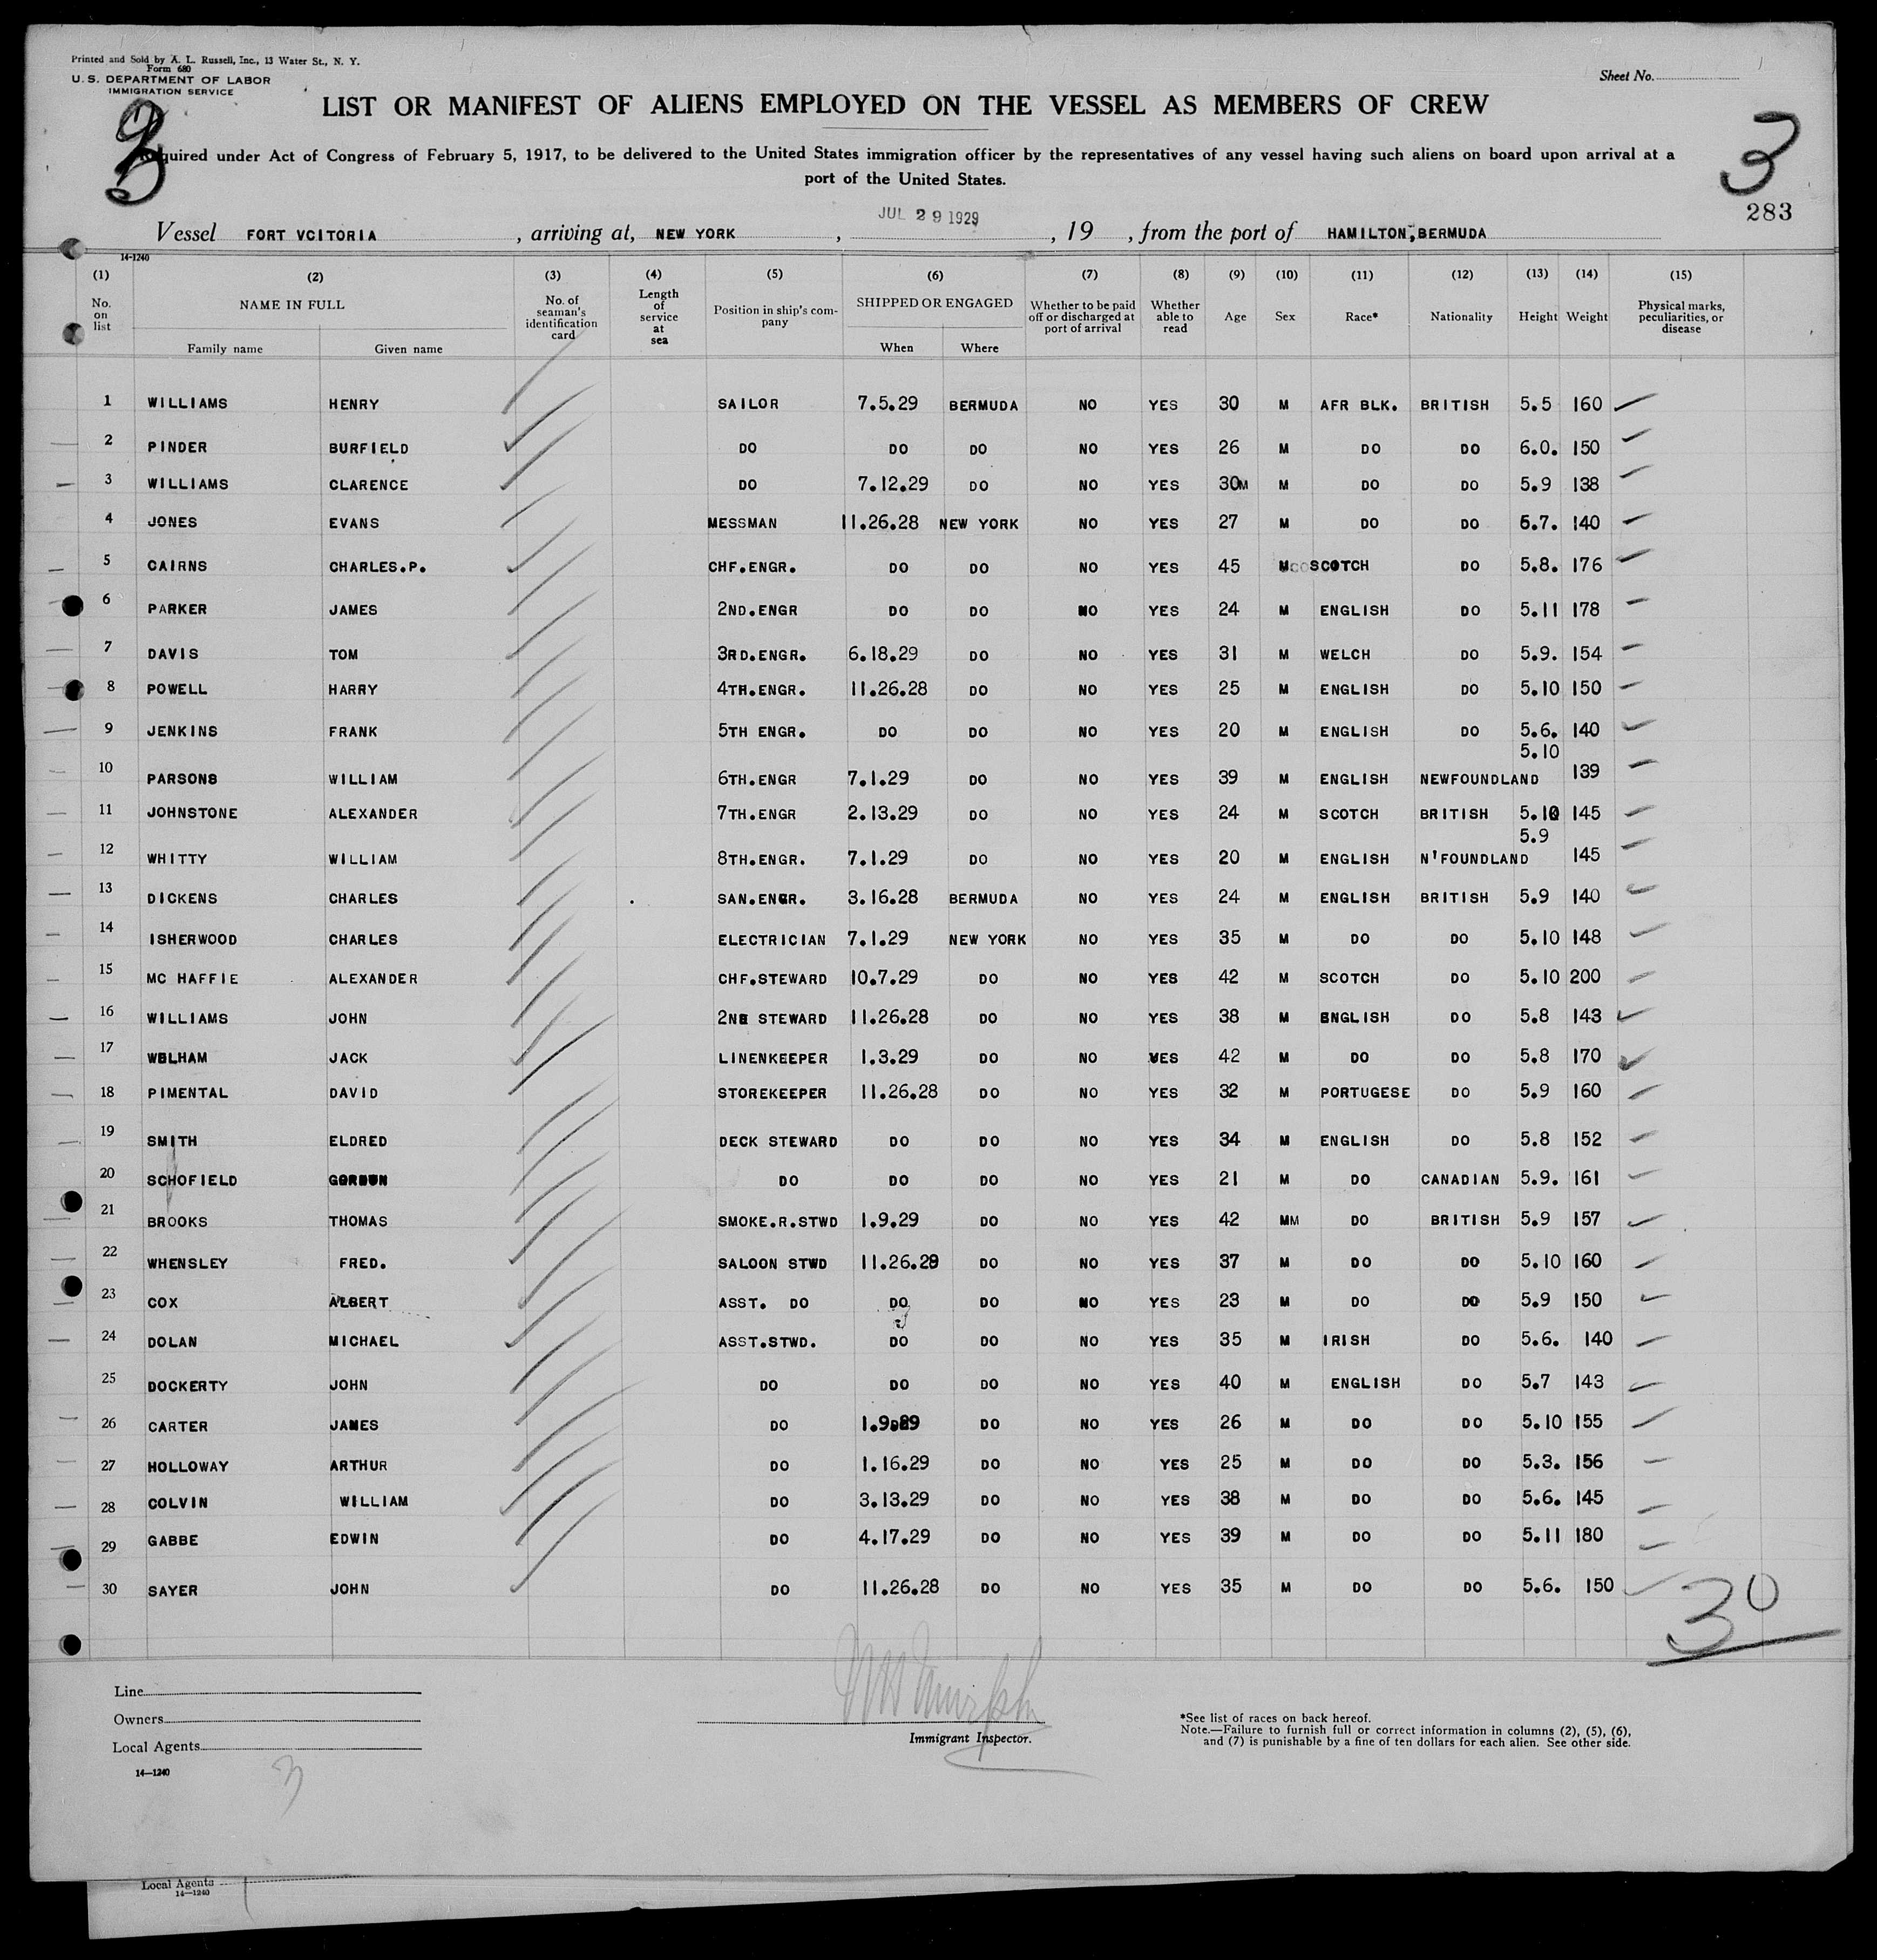 Printed and Sold by A. L. Russell, Inc., 13 Water St., N. Y.
Form 680
U. S. DEPARTMENT OF LABOR
IMMIGRATION SERVICE
Sheet No.
LIST OR MANIFEST OF ALIENS EMPLOYED ON THE VESSEL AS MEMBERS OF CREW
3
3
Required under Act of Congress of February 5, 1917, to be delivered to the United States immigration officer by the representatives of any vessel having such aliens on board upon arrival at a
port of the United States.
283
JUL 29 1929
Vessel FORT VCITORIA, arriving at, NEW YORK, , 19 , from the port of HAMILTON, BERMUDA
14-1240
(1) (2) (3) (4) (5) (6) (7) (8) (9) (10) (11) (12) (13) (14) (15)
No. on list NAME IN FULL No. of seaman's identification card Length of service at sea Position in ship's company SHIPPED OR ENGAGED Whether to be paid off or discharged at port of arrival Whether able to read Age Sex Race* Nationality Height Weight Physical marks, peculiarities, or disease
Family name Given name When Where
1 WILLIAMS HENRY SAILOR 7.5.29 BERMUDA NO YES 30 M AFR BLK. BRITISH 5.5 160
2 PINDER BURFIELD DO DO DO NO YES 26 M DO DO 6.0. 150
3 WILLIAMS CLARENCE DO 7.12.29 DO NO YES 30M M DO DO 5.9 138
4 JONES EVANS MESSMAN 11.26.28 NEW YORK NO YES 27 M DO DO 5.7. 140
5 CAIRNS CHARLES.P. CHF.ENGR. DO DO NO YES 45 M SCOTCH DO 5.8. 176
6 PARKER JAMES 2ND.ENGR DO DO NO YES 24 M ENGLISH DO 5.11 178
7 DAVIS TOM 3RD.ENGR. 6.18.29 DO NO YES 31 M WELCH DO 5.9. 154
8 POWELL HARRY 4TH.ENGR. 11.26.28 DO NO YES 25 M ENGLISH DO 5.10 150
9 JENKINS FRANK 5TH ENGR. DO DO NO YES 20 M ENGLISH DO 5.6. 140
10 PARSONS WILLIAM 6TH.ENGR 7.1.29 DO NO YES 39 M ENGLISH NEWFOUNDLAND 5.10 139
11 JOHNSTONE ALEXANDER 7TH.ENGR 2.13.29 DO NO YES 24 M SCOTCH BRITISH 5.10 145
12 WHITTY WILLIAM 8TH.ENGR. 7.1.29 DO NO YES 20 M ENGLISH N'FOUNDLAND 5.9 145
13 DICKENS CHARLES SAN.ENGR. 3.16.28 BERMUDA NO YES 24 M ENGLISH BRITISH 5.9 140
14 ISHERWOOD CHARLES ELECTRICIAN 7.1.29 NEW YORK NO YES 35 M DO DO 5.10 148
15 MC HAFFIE ALEXANDER CHF.STEWARD 10.7.29 DO NO YES 42 M SCOTCH DO 5.10 200
16 WILLIAMS JOHN 2ND STEWARD 11.26.28 DO NO YES 38 M ENGLISH DO 5.8 143
17 WELHAM JACK LINENKEEPER 1.3.29 DO NO YES 42 M DO DO 5.8 170
18 PIMENTAL DAVID STOREKEEPER 11.26.28 DO NO YES 32 M PORTUGESE DO 5.9 160
19 SMITH ELDRED DECK STEWARD DO DO NO YES 34 M ENGLISH DO 5.8 152
20 SCHOFIELD GORDON DO DO DO NO YES 21 M DO CANADIAN 5.9. 161
21 BROOKS THOMAS SMOKE.R.STWD 1.9.29 DO NO YES 42 MM DO BRITISH 5.9 157
22 WHENSLEY FRED. SALOON STWD 11.26.28 DO NO YES 37 M DO DO 5.10 160
23 COX ALBERT ASST. DO DO DO NO YES 23 M DO DO 5.9 150
24 DOLAN MICHAEL ASST.STWD. DO DO NO YES 35 M IRISH DO 5.6. 140
25 DOCKERTY JOHN DO DO DO NO YES 40 M ENGLISH DO 5.7 143
26 CARTER JAMES DO 1.9.29 DO NO YES 26 M DO DO 5.10 155
27 HOLLOWAY ARTHUR DO 1.16.29 DO NO YES 25 M DO DO 5.3. 156
28 COLVIN WILLIAM DO 3.13.29 DO NO YES 38 M DO DO 5.6. 145
29 GABBE EDWIN DO 4.17.29 DO NO YES 39 M DO DO 5.11 180
30 SAYER JOHN DO 11.26.28 DO NO YES 35 M DO DO 5.6. 150
30
Line
Owners
Local Agents
14—1240
3
Immigrant Inspector.
*See list of races on back hereof.
Note.—Failure to furnish full or correct information in columns (2), (5), (6),
and (7) is punishable by a fine of ten dollars for each alien. See other side.
Local Agents
14—1240